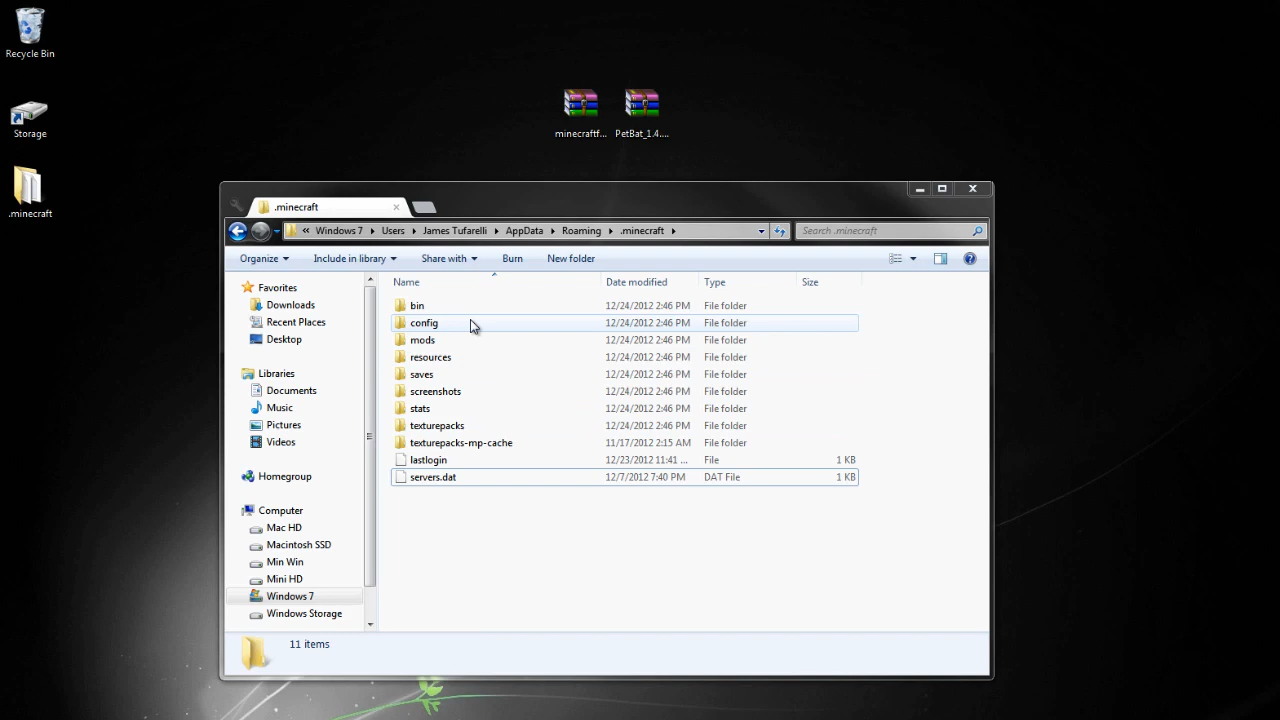 Recycle Bin
Storage
.minecraft
minecraftf...
PetBat_1.4....
.minecraft
« Windows 7 Users James Tufarelli AppData Roaming .minecraft
Search .minecraft
Organize Include in library Share with Burn New folder
Favorites
Downloads
Recent Places
Desktop
Libraries
Documents
Music
Pictures
Videos
Homegroup
Computer
Mac HD
Macintosh SSD
Min Win
Mini HD
Windows 7
Windows Storage
Name Date modified Type Size
bin 12/24/2012 2:46 PM File folder
config 12/24/2012 2:46 PM File folder
mods 12/24/2012 2:46 PM File folder
resources 12/24/2012 2:46 PM File folder
saves 12/24/2012 2:46 PM File folder
screenshots 12/24/2012 2:46 PM File folder
stats 12/24/2012 2:46 PM File folder
texturepacks 12/24/2012 2:46 PM File folder
texturepacks-mp-cache 11/17/2012 2:15 AM File folder
lastlogin 12/23/2012 11:41 ... File 1 KB
servers.dat 12/7/2012 7:40 PM DAT File 1 KB
11 items